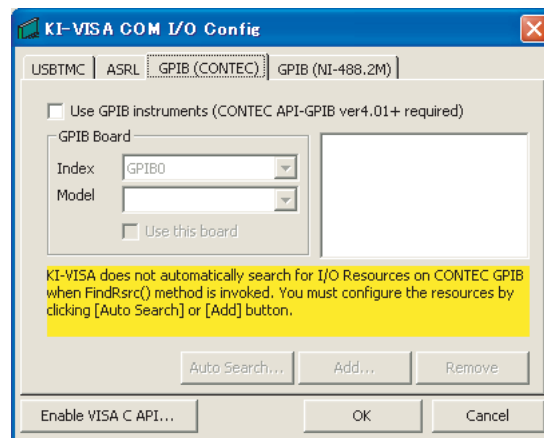 KI-VISA COM I/O Config
USBTMC ASRL GPIB (CONTEC) GPIB (NI-488.2M)
Use GPIB instruments (CONTEC API-GPIB ver4.01+ required)
GPIB Board
Index GPIB0
Model
Use this board
KI-VISA does not automatically search for I/O Resources on CONTEC GPIB
when FindRsrc() method is invoked. You must configure the resources by
clicking [Auto Search] or [Add] button.
Auto Search... Add... Remove
Enable VISA C API... OK Cancel